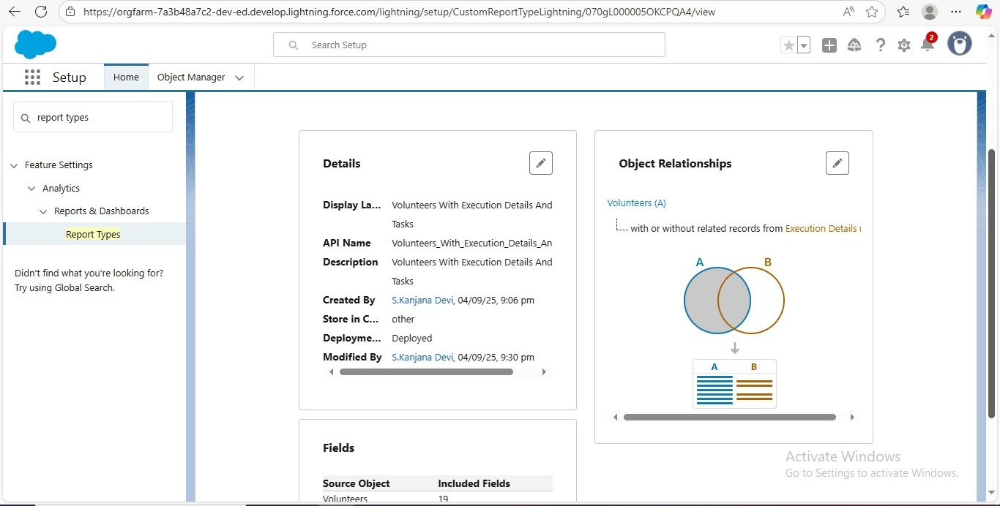 https://orgfarm-7a3b48a7c2-dev-ed.develop.lightning.force.com/lightning/setup/CustomReportTypeLightning/070gL000005OKCPQA4/view
Search Setup
2
Setup
Home
Object Manager
report types
Feature Settings
Analytics
Reports & Dashboards
Report Types
Didn't find what you're looking for?
Try using Global Search.
Details
Display La... Volunteers With Execution Details And
Tasks
API Name Volunteers_With_Execution_Details_An
Description Volunteers With Execution Details And
Tasks
Created By S.Kanjana Devi, 04/09/25, 9:06 pm
Store in C... other
Deployme... Deployed
Modified By S.Kanjana Devi, 04/09/25, 9:30 pm
Fields
Source Object Included Fields
Volunteers 19
Object Relationships
Volunteers (A)
with or without related records from Execution Details (
A B
A B
Activate Windows
Go to Settings to activate Windows.